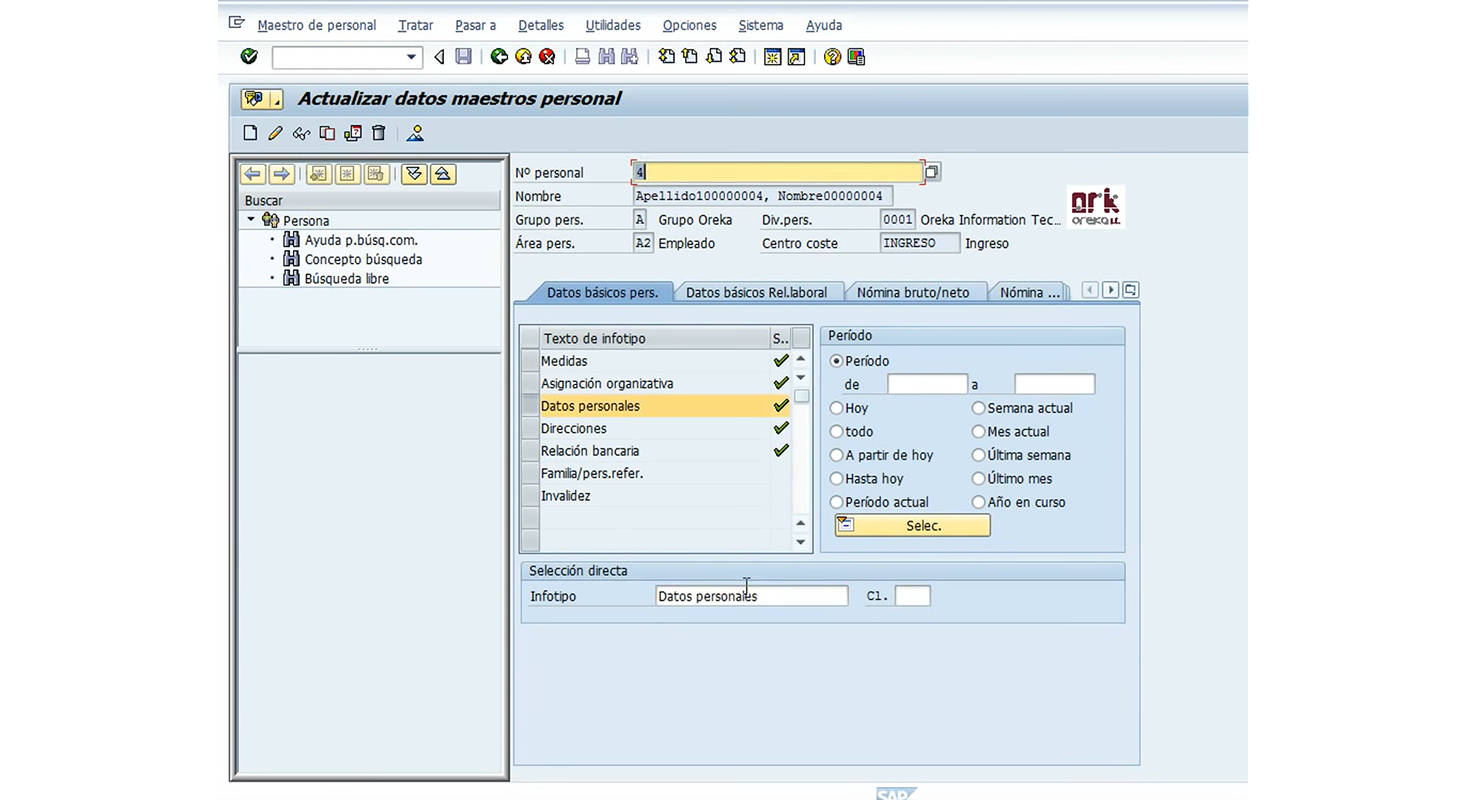 Maestro de personal Tratar Pasar a Detalles Utilidades Opciones Sistema Ayuda
Actualizar datos maestros personal
Buscar
Persona
Ayuda p.búsq.com.
Concepto búsqueda
Búsqueda libre
Nº personal 4
Nombre Apellido100000004, Nombre00000004
Grupo pers. A Grupo Oreka Div.pers. 0001 Oreka Information Tec...
Área pers. A2 Empleado Centro coste INGRESO Ingreso
ork
oreka i.t.
Datos básicos pers. Datos básicos Rel.laboral Nómina bruto/neto Nómina ...
Texto de infotipo S..
Medidas
Asignación organizativa
Datos personales
Direcciones
Relación bancaria
Familia/pers.refer.
Invalidez
Período
Período
de a
Hoy Semana actual
todo Mes actual
A partir de hoy Última semana
Hasta hoy Último mes
Período actual Año en curso
Selec.
Selección directa
Infotipo Datos personales Cl.
SAP